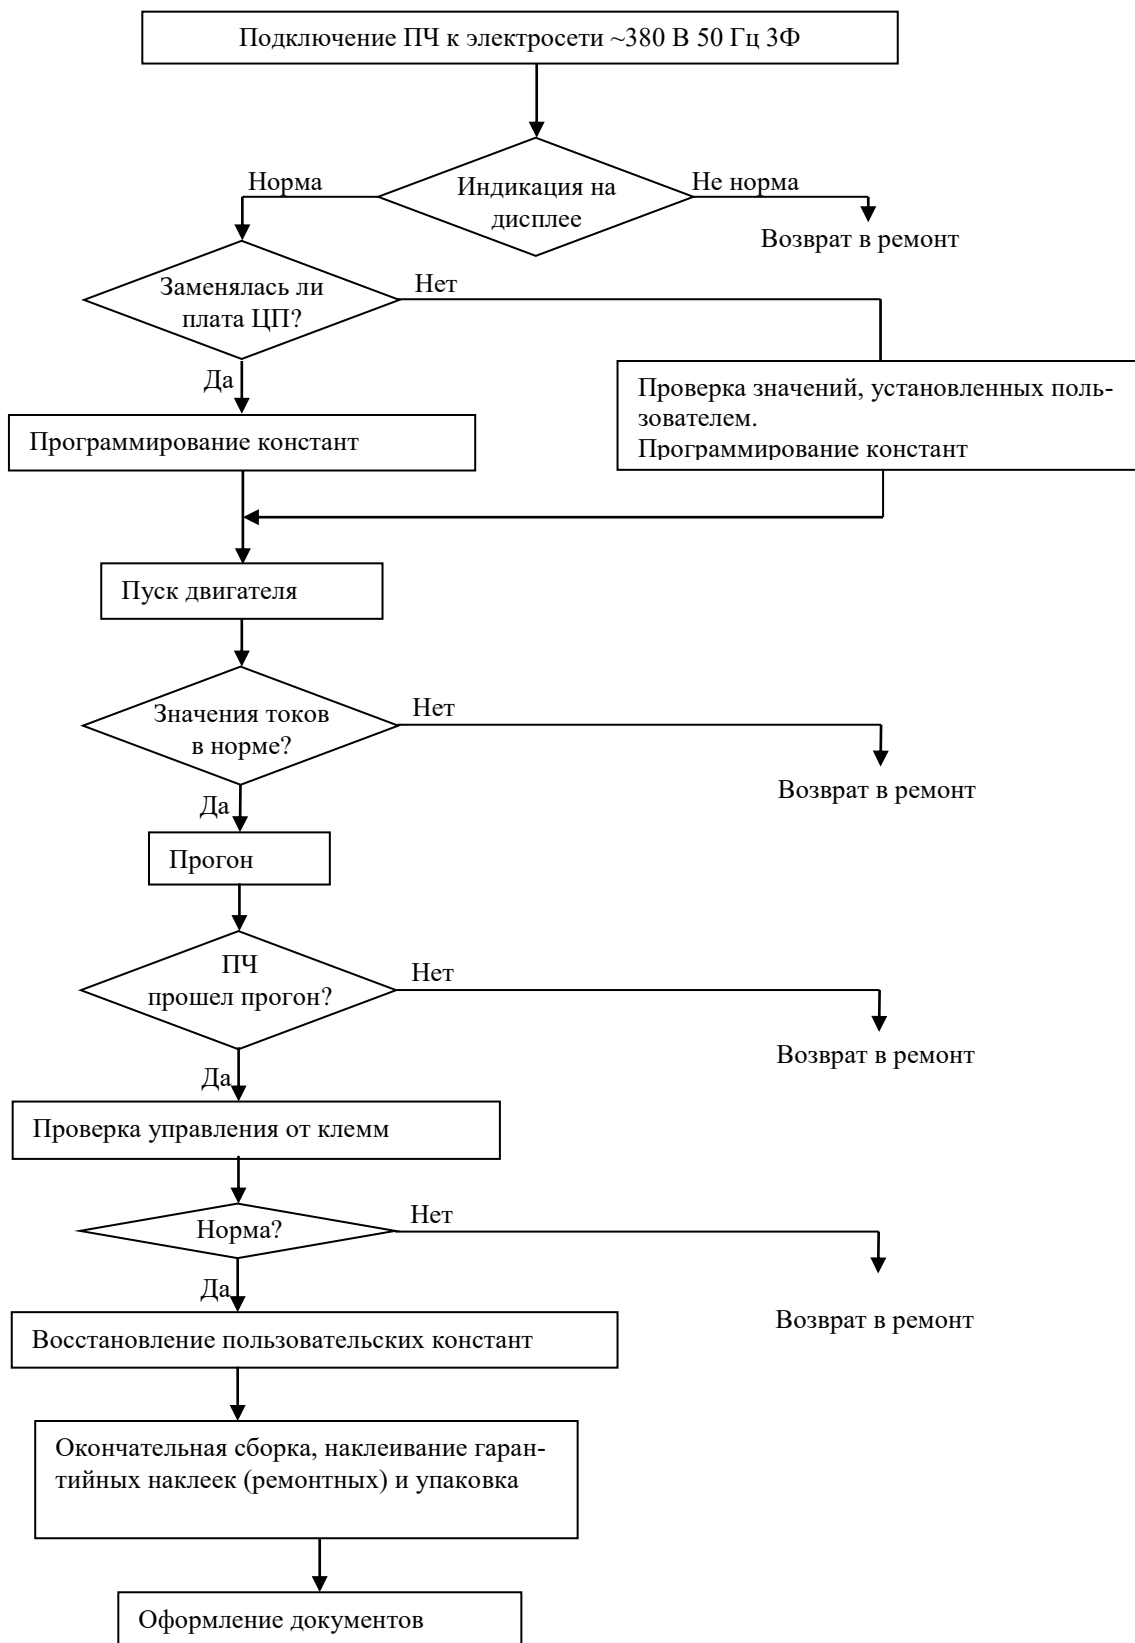 Подключение ПЧ к электросети ~380 В 50 Гц 3Ф
Норма
Индикация на
дисплее
Не норма
Возврат в ремонт
Заменялась ли
плата ЦП?
Нет
Да
Проверка значений, установленных поль-
зователем.
Программирование констант
Программирование констант
Пуск двигателя
Значения токов
в норме?
Нет
Возврат в ремонт
Да
Прогон
ПЧ
прошел прогон?
Нет
Возврат в ремонт
Да
Проверка управления от клемм
Норма?
Нет
Возврат в ремонт
Да
Восстановление пользовательских констант
Окончательная сборка, наклеивание гаран-
тийных наклеек (ремонтных) и упаковка
Оформление документов